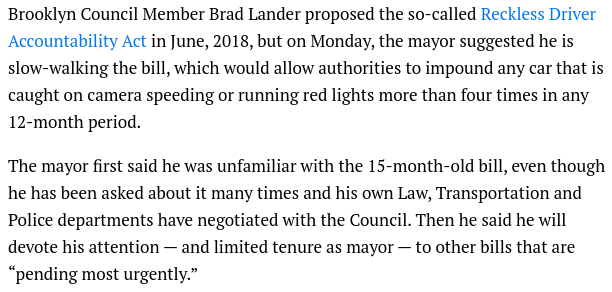 Brooklyn Council Member Brad Lander proposed the so-called Reckless Driver
Accountability Act in June, 2018, but on Monday, the mayor suggested he is
slow-walking the bill, which would allow authorities to impound any car that is
caught on camera speeding or running red lights more than four times in any
12-month period.
The mayor first said he was unfamiliar with the 15-month-old bill, even though
he has been asked about it many times and his own Law, Transportation and
Police departments have negotiated with the Council. Then he said he will
devote his attention — and limited tenure as mayor — to other bills that are
“pending most urgently.”